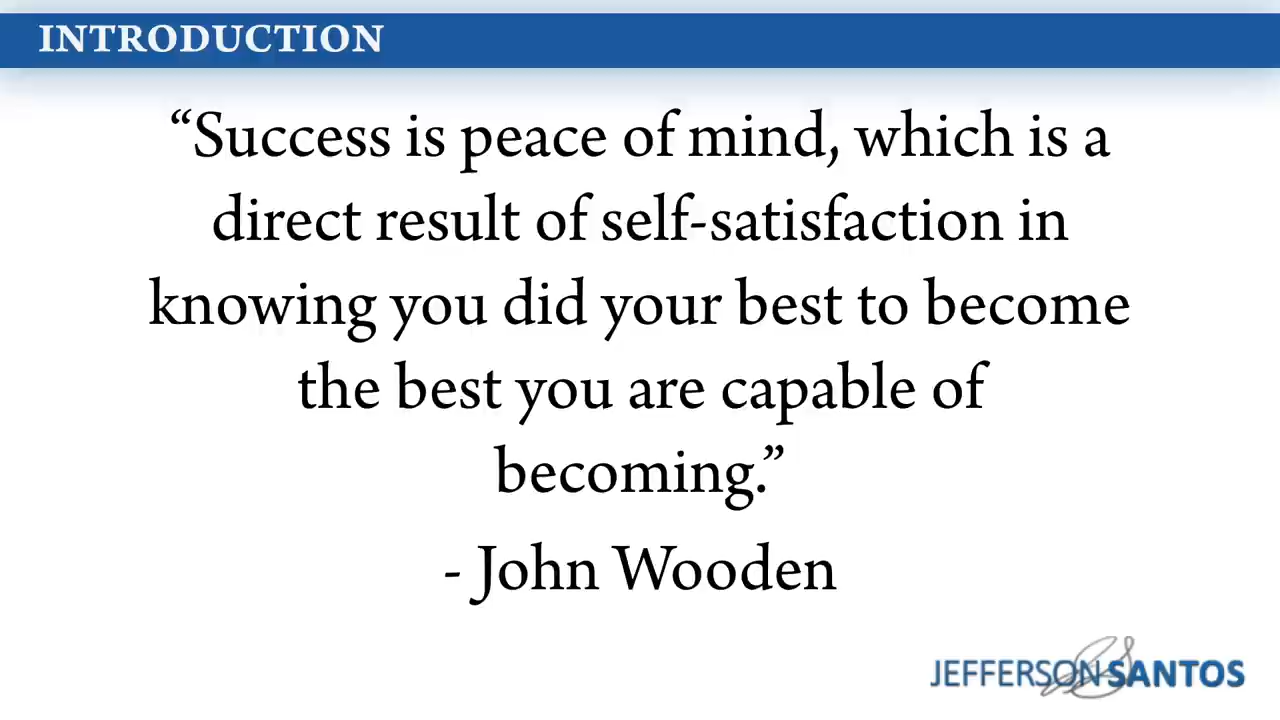 INTRODUCTION
“Success is peace of mind, which is a
direct result of self-satisfaction in
knowing you did your best to become
the best you are capable of
becoming.”
- John Wooden
JEFFERSON SANTOS